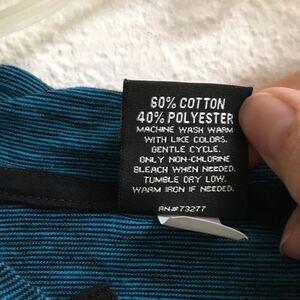 60% COTTON
40% POLYESTER
MACHINE WASH WARM
WITH LIKE COLORS.
GENTLE CYCLE.
ONLY NON-CHLORINE
BLEACH WHEN NEEDED.
TUMBLE DRY LOW.
WARM IRON IF NEEDED.
RN#73277